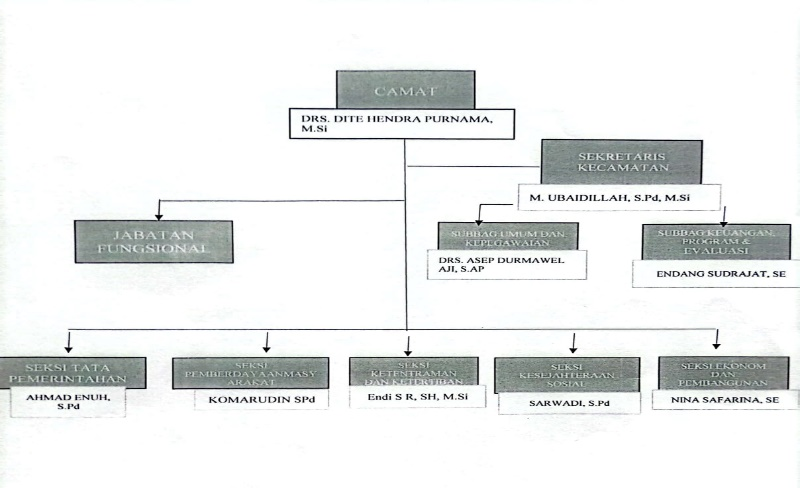 CAMAT
DRS. DITE HENDRA PURNAMA,
M.Si
SEKRETARIS
KECAMATAN
M. UBAIDILLAH, S.Pd, M.Si
JABATAN
FUNGSIONAL
SUBBAG UMUM DAN
KEPEGAWAIAN
DRS. ASEP DURMAWEL
AJI, S.AP
SUBBAG KEUANGAN,
PROGRAM &
EVALUASI
ENDANG SUDRAJAT, SE
SEKSI TATA
PEMERINTAHAN
AHMAD ENUH,
S.Pd
SEKSI
PEMBERDAYAANMASY
ARAKAT
KOMARUDIN SPd
SEKSI
KETENTRAMAN
DAN KETERTIBAN
Endi S R, SH, M.Si
SEKSI
KESEJAHTERAAN
SOSIAL
SARWADI, S.Pd
SEKSI EKONOM
DAN
PEMBANGUNAN
NINA SAFARINA, SE